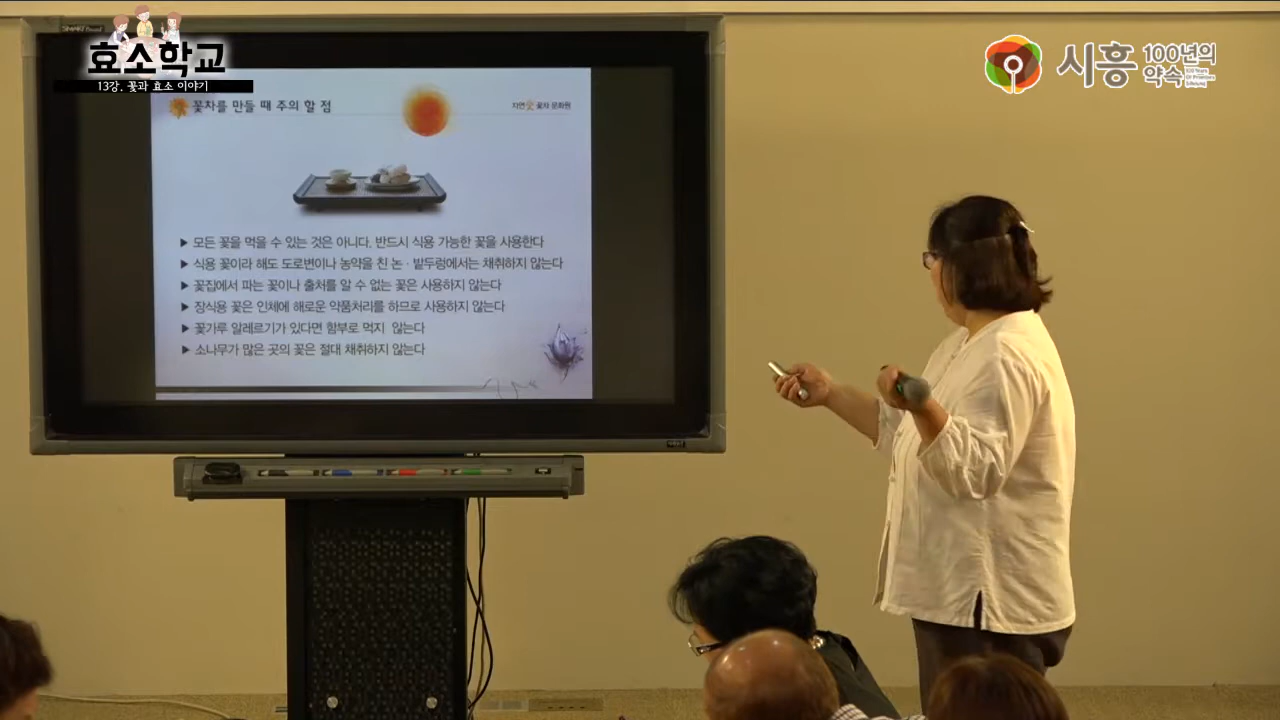 효소학교
13강. 꽃과 효소 이야기
시흥 100년의 약속
꽃차를 만들 때 주의 할 점
자연꽃차 문화원
▶ 모든 꽃을 먹을 수 있는 것은 아니다. 반드시 식용 가능한 꽃을 사용한다
▶ 식용 꽃이라 해도 도로변이나 농약을 친 논 · 밭두렁에서는 채취하지 않는다
▶ 꽃집에서 파는 꽃이나 출처를 알 수 없는 꽃은 사용하지 않는다
▶ 장식용 꽃은 인체에 해로운 약품처리를 하므로 사용하지 않는다
▶ 꽃가루 알레르기가 있다면 함부로 먹지 않는다
▶ 소나무가 많은 곳의 꽃은 절대 채취하지 않는다